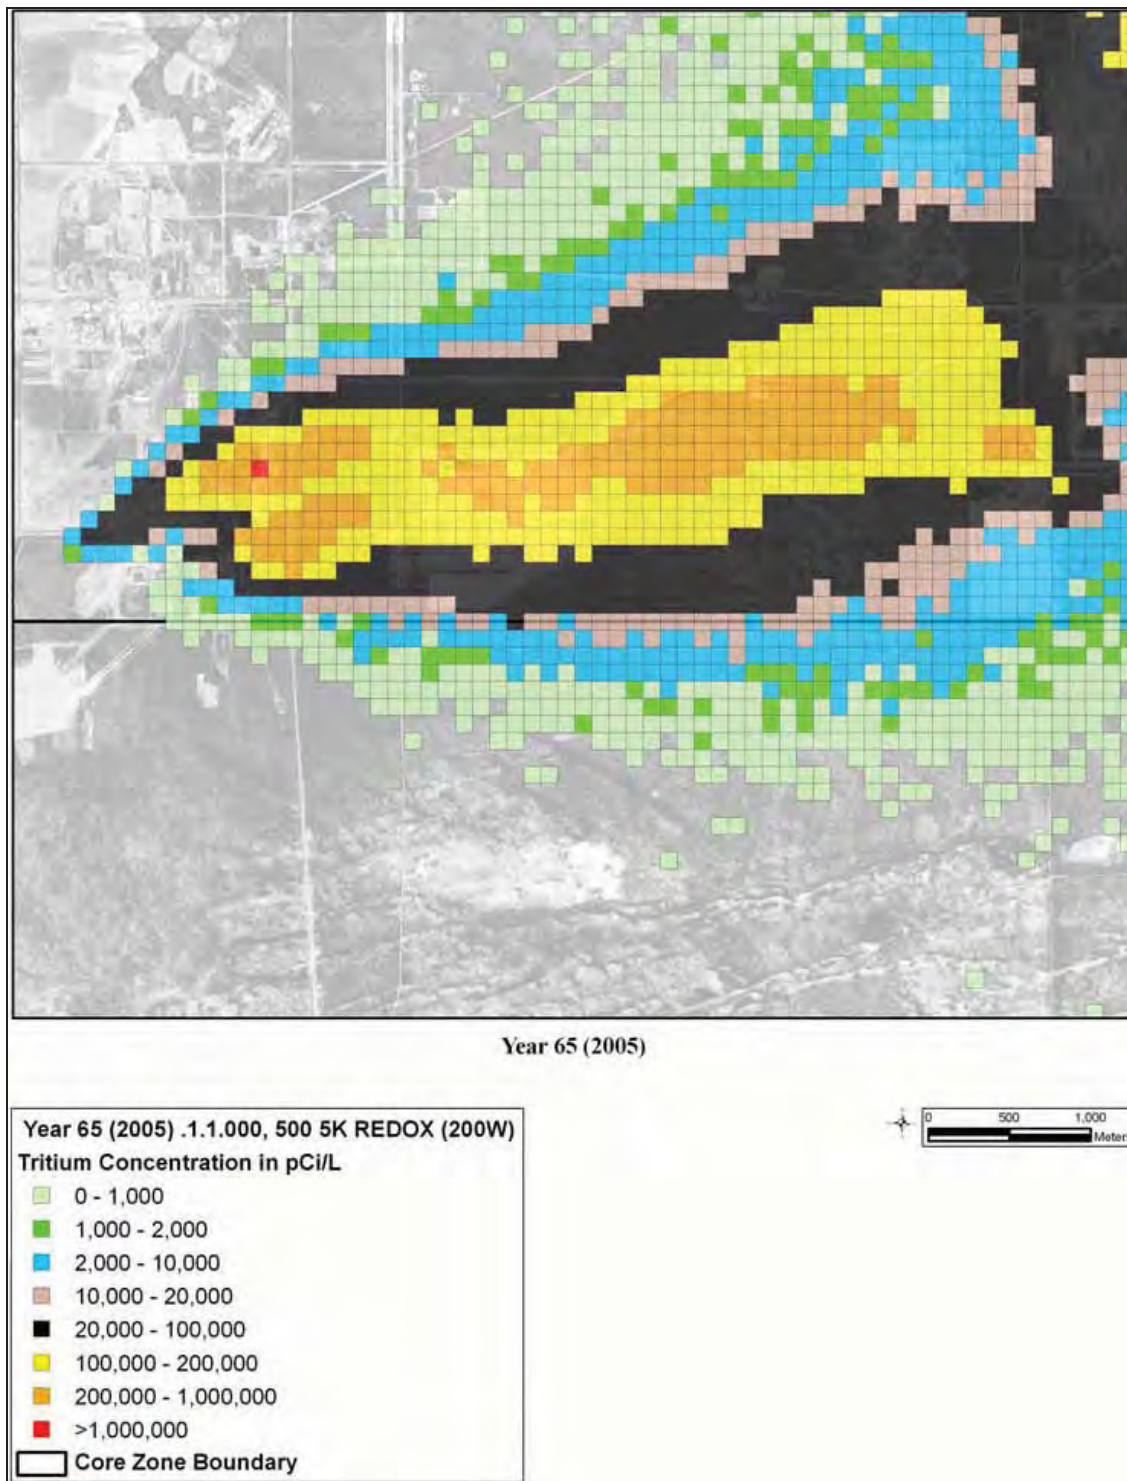 Year 65 (2005)
Year 65 (2005) .1.1.000, 500 5K REDOX (200W)
Tritium Concentration in pCi/L
0 - 1,000
1,000 - 2,000
2,000 - 10,000
10,000 - 20,000
20,000 - 100,000
100,000 - 200,000
200,000 - 1,000,000
>1,000,000
Core Zone Boundary
0 500 1,000
Meter